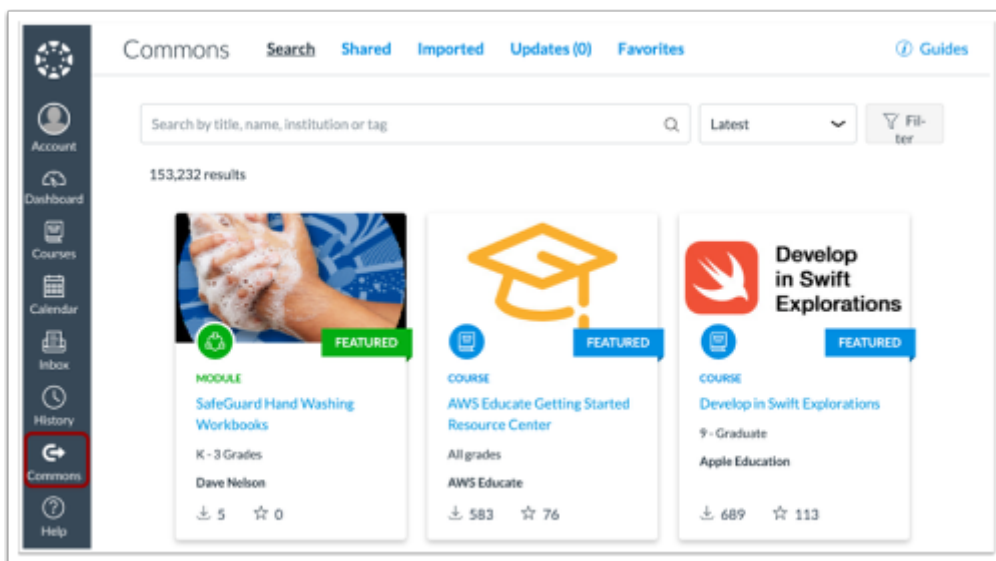 Commons Search Shared Imported Updates (0) Favorites Guides
Account
Dashboard
Courses
Calendar
Inbox
History
Commons
Help
Search by title, name, institution or tag
Latest
Fil-
ter
153,232 results
FEATURED
MODULE
SafeGuard Hand Washing
Workbooks
K - 3 Grades
Dave Nelson
5 0
FEATURED
COURSE
AWS Educate Getting Started
Resource Center
All grades
AWS Educate
583 76
Develop
in Swift
Explorations
FEATURED
COURSE
Develop in Swift Explorations
9 - Graduate
Apple Education
689 113